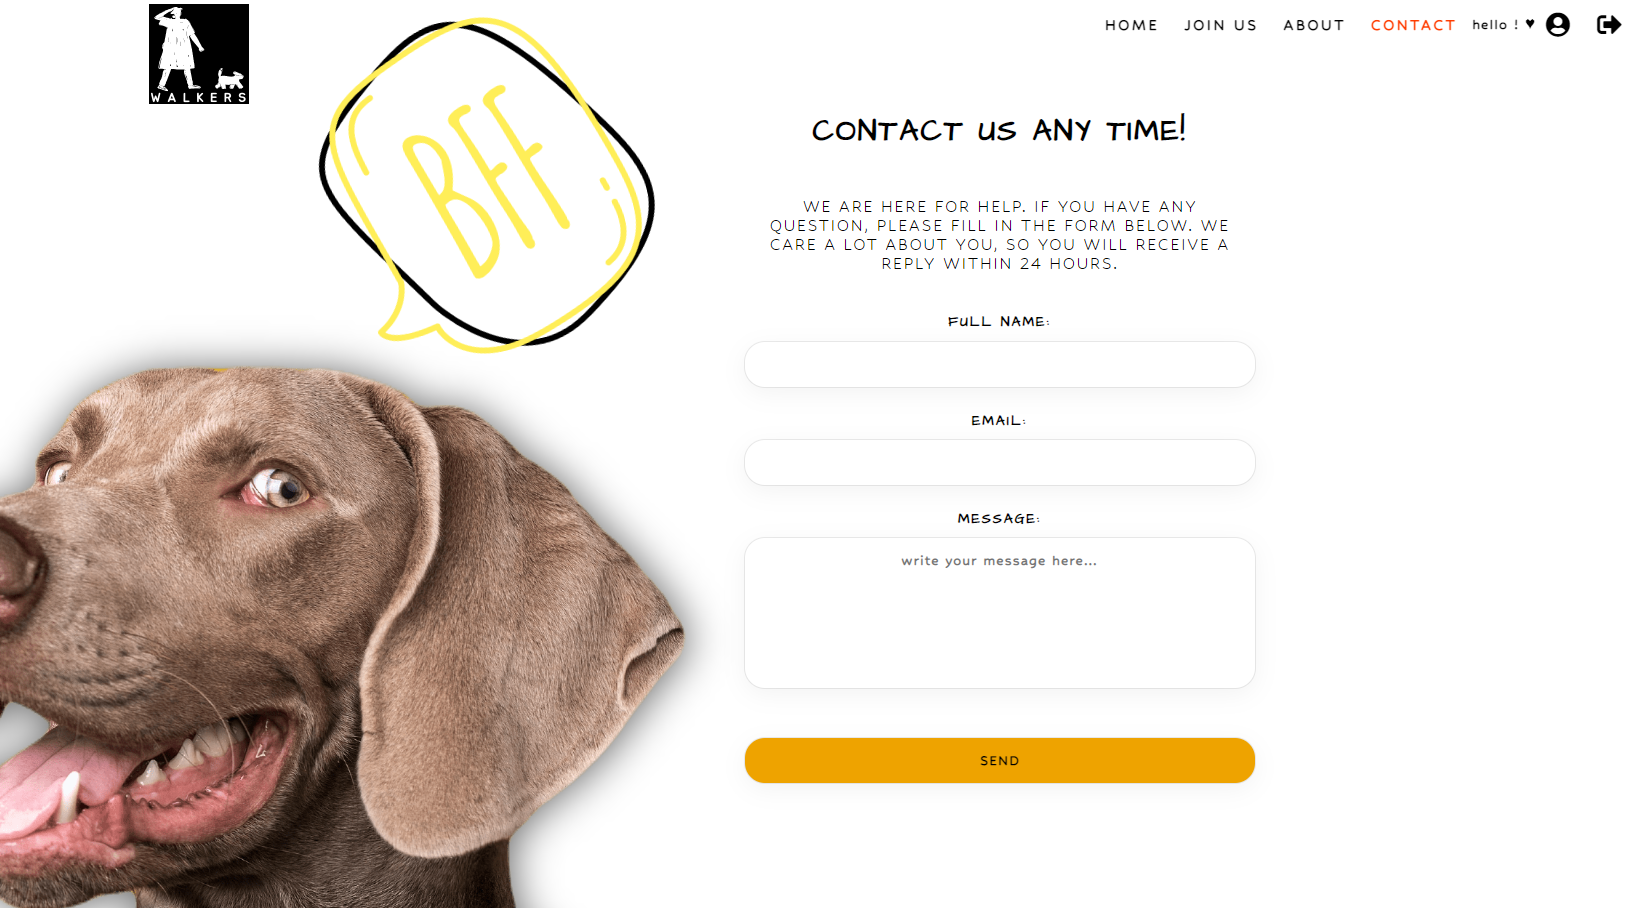 WALKERS
HOME JOIN US ABOUT CONTACT hello ! ♥
BFF
CONTACT US ANY TIME!
WE ARE HERE FOR HELP. IF YOU HAVE ANY
QUESTION, PLEASE FILL IN THE FORM BELOW. WE
CARE A LOT ABOUT YOU, SO YOU WILL RECEIVE A
REPLY WITHIN 24 HOURS.
FULL NAME:
EMAIL:
MESSAGE:
write your message here...
SEND